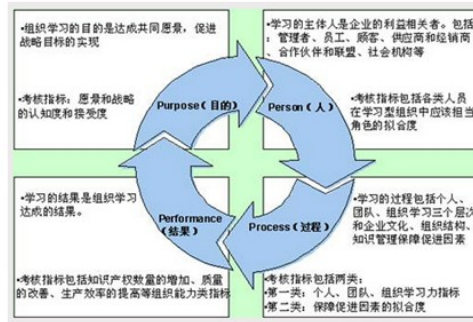 •组织学习的目的是达成共同愿景，促进
战略目标的实现
•考核指标：愿景和战略
的认知度和接受度
•学习的主体人是企业的利益相关者。包括
：管理者、员工、顾客、供应商和经销商
、合作伙伴和联盟、社会机构等
•考核指标包括各类人员
在学习型组织中应该担当
角色的拟合度
Purpose（目的）
Person（人）
Performance
（结果）
Process（过程）
•学习的结果是组织学习
达成的结果。
•考核指标包括知识产权数量的增加、质量
的改善、生产效率的提高等组织能力类指标
•学习的过程包括个人、
团队、组织学习三个层次
和企业文化、组织结构、
知识管理保障促进因素
考核指标包括两类：
•第一类：个人、团队、组织学习力指标
•第二类：保障促进因素的拟合度